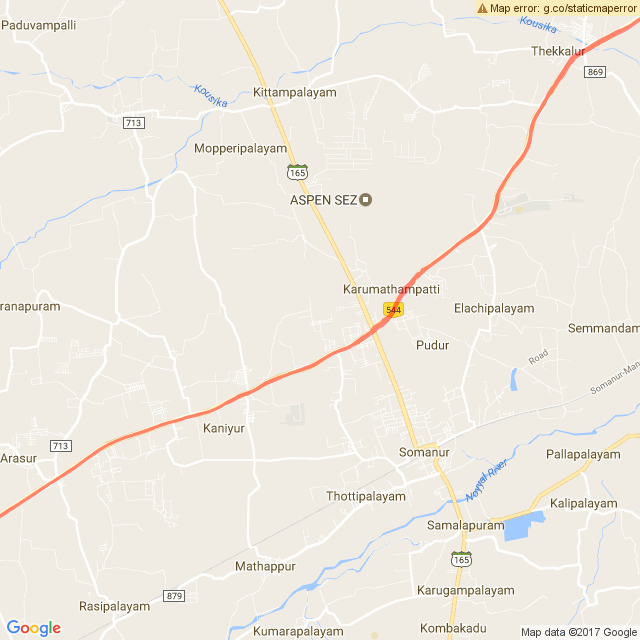 Map error: g.co/staticmaperror
Paduvampalli
Kousika
Thekkalur
869
Kousika
Kittampalayam
713
Mopperipalayam
165
ASPEN SEZ
Karumathampatti
ranapuram
544
Elachipalayam
Semmandam
Pudur
Road
Somanur-Man
Kaniyur
713
Arasur
Somanur
Pallapalayam
Noyyal River
Thottipalayam
Kalipalayam
Samalapuram
Mathappur
165
Karugampalayam
879
Rasipalayam
Kumarapalayam
Kombakadu
Google
Map data ©2017 Google